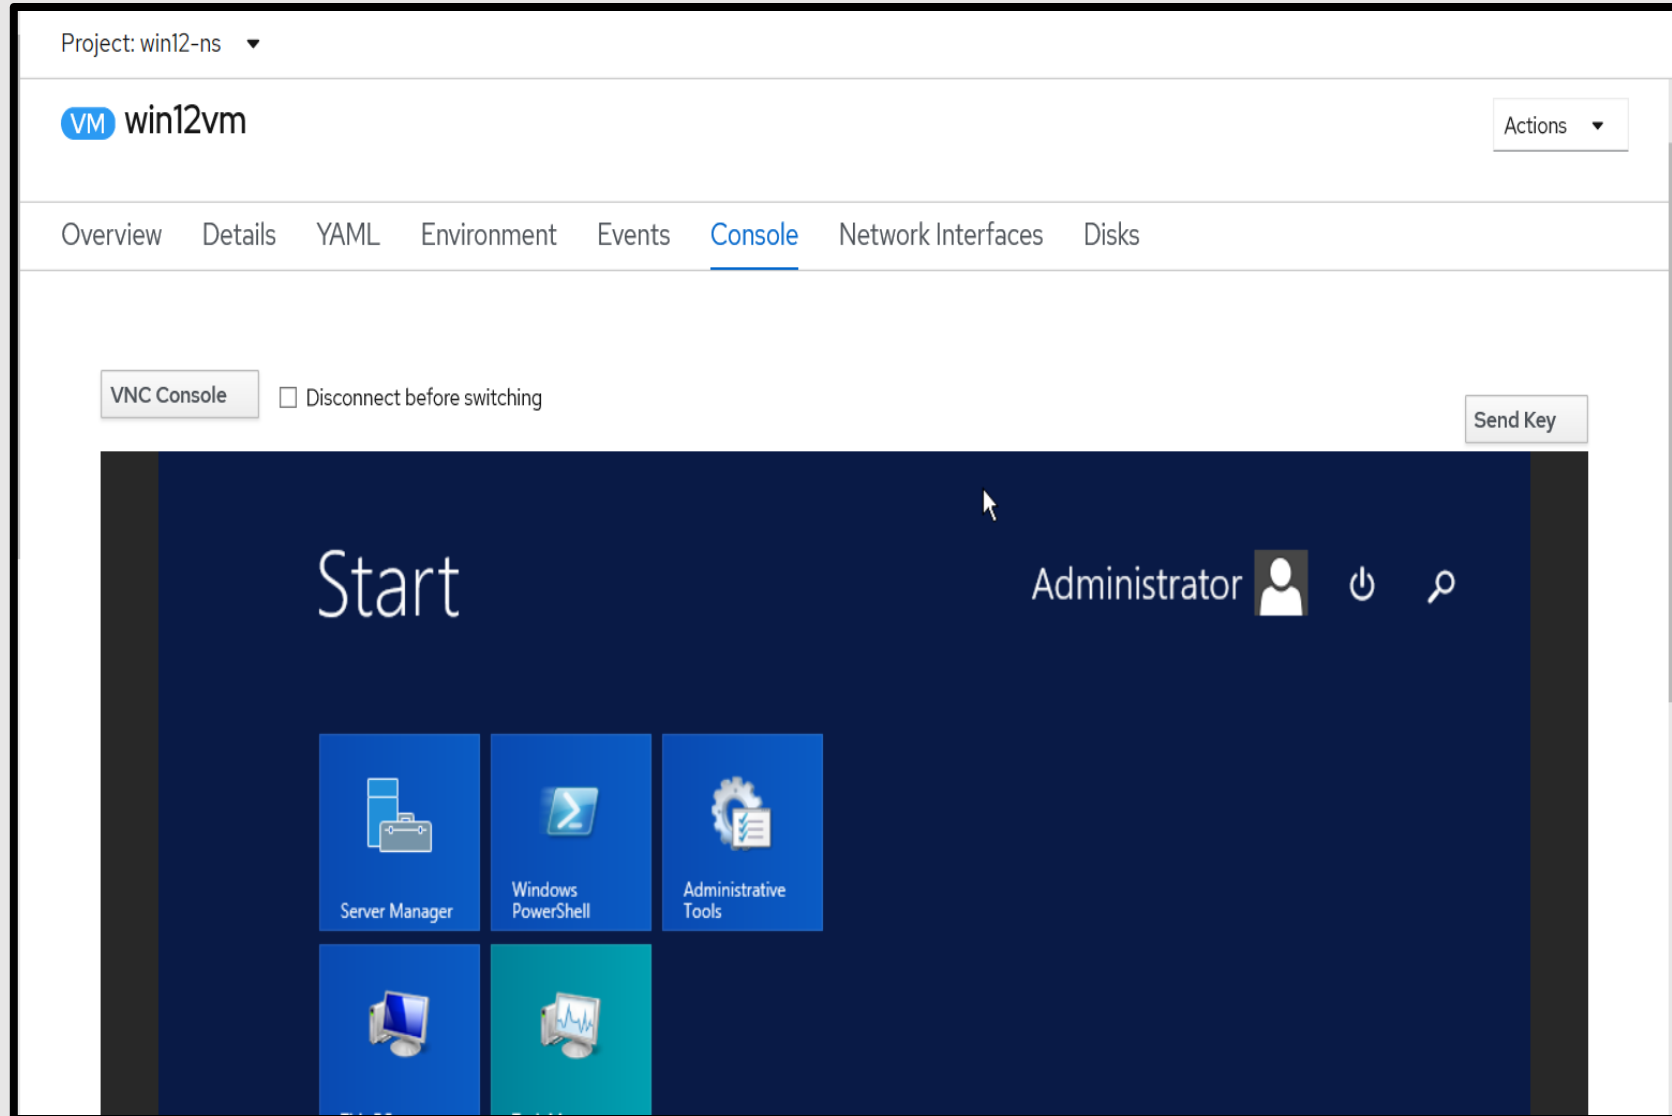 Project: win12-ns
VM win12vm
Actions
Overview Details YAML Environment Events Console Network Interfaces Disks
VNC Console
Disconnect before switching
Send Key
Start
Administrator
Server Manager
Windows
PowerShell
Administrative
Tools